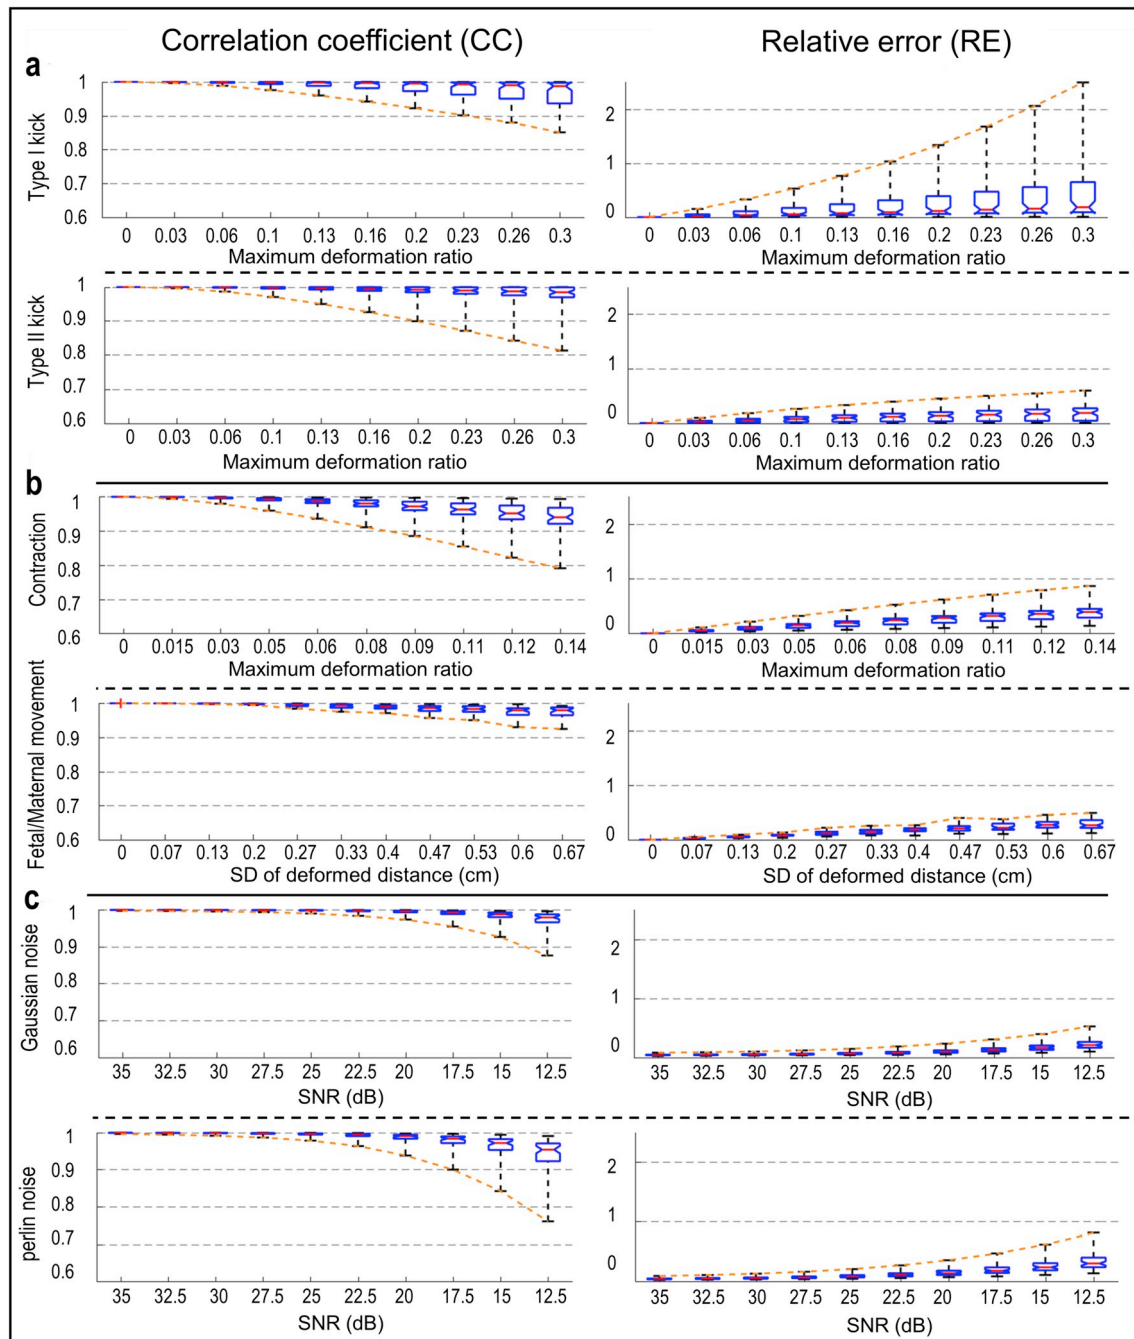 Correlation coefficient (CC)
Relative error (RE)
a
Type I kick
1
0.9
0.8
0.7
0.6
0 0.03 0.06 0.1 0.13 0.16 0.2 0.23 0.26 0.3
Maximum deformation ratio
2
1
0
0 0.03 0.06 0.1 0.13 0.16 0.2 0.23 0.26 0.3
Maximum deformation ratio
Type II kick
1
0.9
0.8
0.7
0.6
0 0.03 0.06 0.1 0.13 0.16 0.2 0.23 0.26 0.3
Maximum deformation ratio
2
1
0
0 0.03 0.06 0.1 0.13 0.16 0.2 0.23 0.26 0.3
Maximum deformation ratio
b
Contraction
1
0.9
0.8
0.7
0.6
0 0.015 0.03 0.05 0.06 0.08 0.09 0.11 0.12 0.14
Maximum deformation ratio
2
1
0
0 0.015 0.03 0.05 0.06 0.08 0.09 0.11 0.12 0.14
Maximum deformation ratio
Fetal/Maternal movement
1
0.9
0.8
0.7
0.6
0 0.07 0.13 0.2 0.27 0.33 0.4 0.47 0.53 0.6 0.67
SD of deformed distance (cm)
2
1
0
0 0.07 0.13 0.2 0.27 0.33 0.4 0.47 0.53 0.6 0.67
SD of deformed distance (cm)
c
Gaussian noise
1
0.9
0.8
0.7
0.6
35 32.5 30 27.5 25 22.5 20 17.5 15 12.5
SNR (dB)
2
1
0
35 32.5 30 27.5 25 22.5 20 17.5 15 12.5
SNR (dB)
perlin noise
1
0.9
0.8
0.7
0.6
35 32.5 30 27.5 25 22.5 20 17.5 15 12.5
SNR (dB)
2
1
0
35 32.5 30 27.5 25 22.5 20 17.5 15 12.5
SNR (dB)